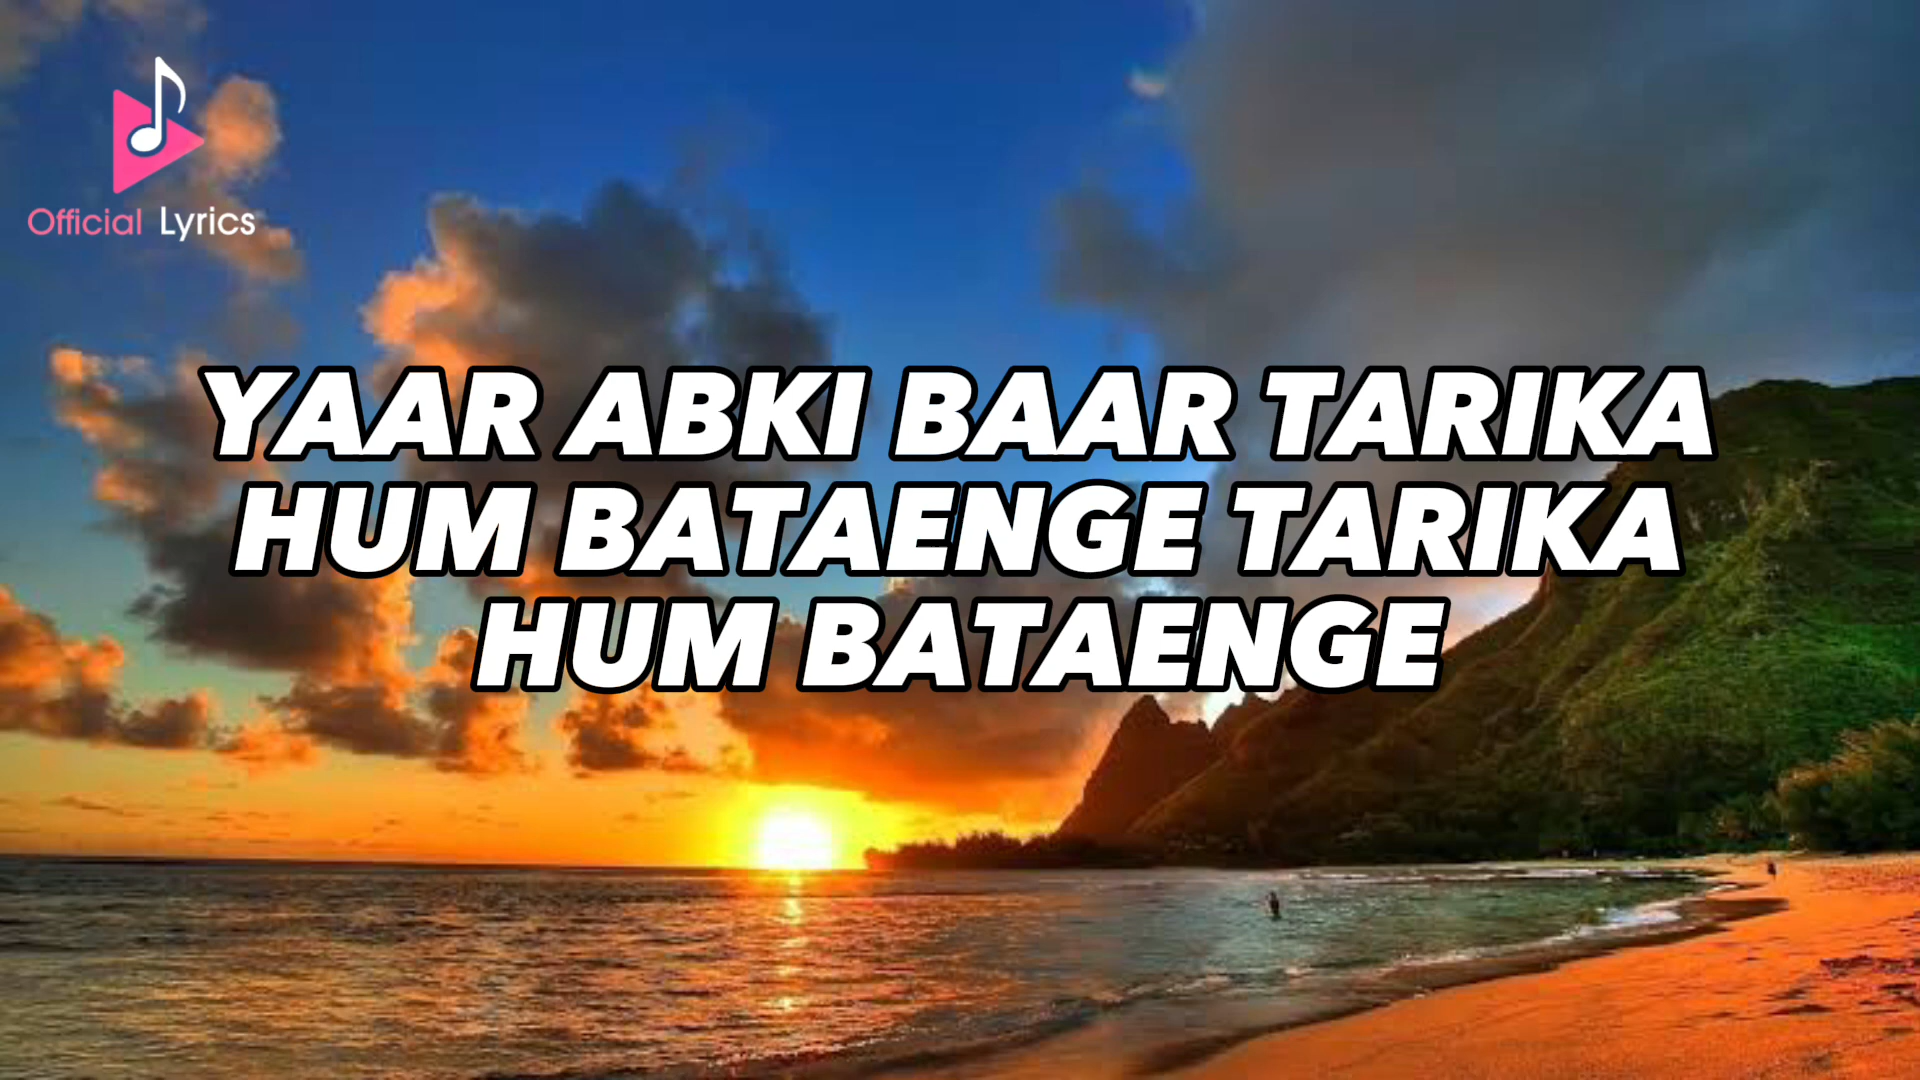 Official Lyrics
YAAR ABKI BAAR TARIKA
HUM BATAENGE TARIKA
HUM BATAENGE